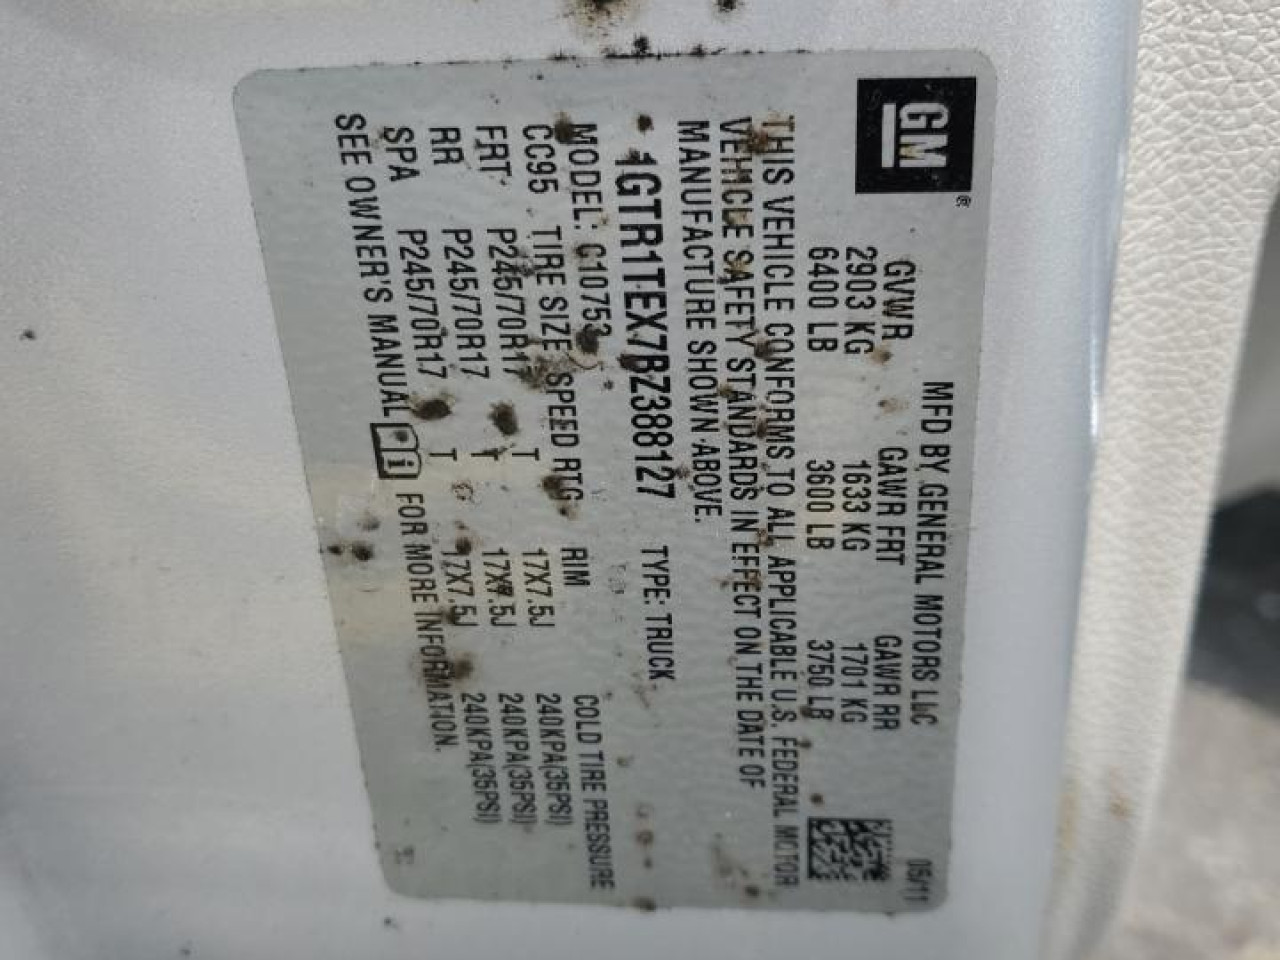 GM®
MFD BY GENERAL MOTORS LLC 05/11
GVWR GAWR FRT GAWR RR
2903 KG 1633 KG 1701 KG
6400 LB 3600 LB 3750 LB
THIS VEHICLE CONFORMS TO ALL APPLICABLE U.S. FEDERAL MOTOR
VEHICLE SAFETY STANDARDS IN EFFECT ON THE DATE OF
MANUFACTURE SHOWN ABOVE.
1GTR1TEX7BZ388127 TYPE: TRUCK
MODEL: C10753
CC95 TIRE SIZE SPEED RTG RIM COLD TIRE PRESSURE
FRT P245/70R17 T 17X7.5J 240KPA(35PSI)
RR P245/70R17 T 17X7.5J 240KPA(35PSI)
SPA P245/70R17 T 17X7.5J 240KPA(35PSI)
SEE OWNER'S MANUAL i FOR MORE INFORMATION.